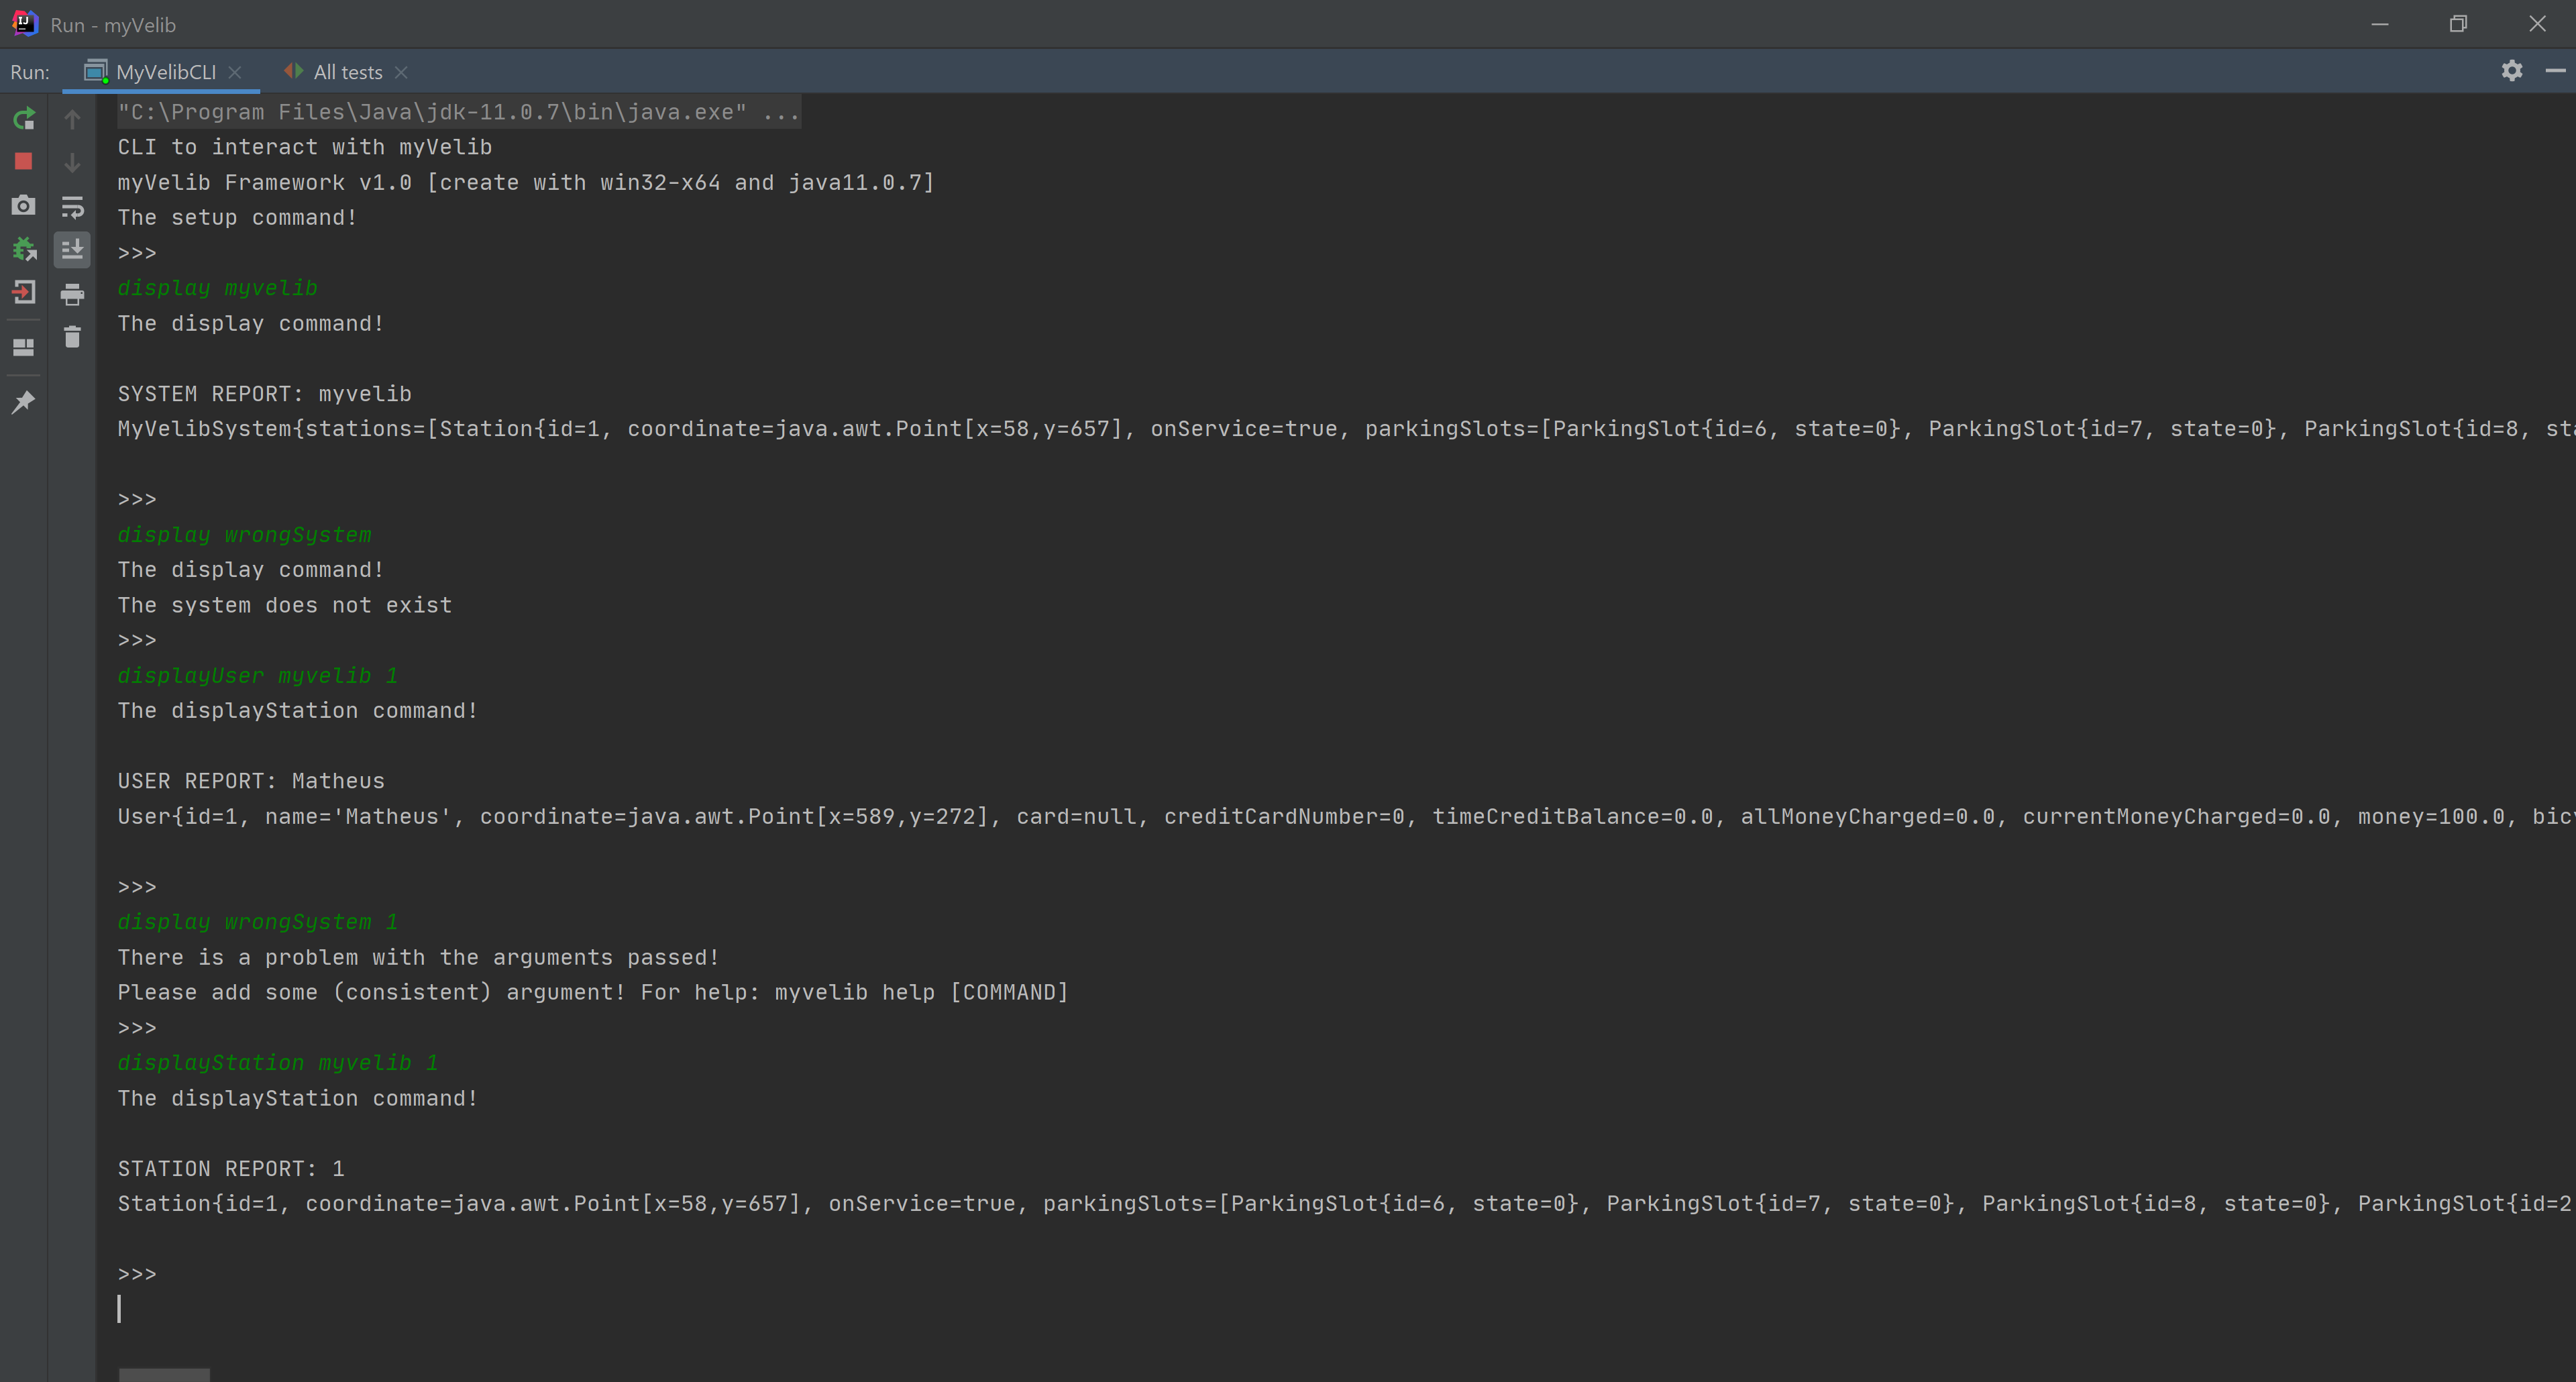 Run - myVelib
Run: MyVelibCLI All tests
"C:\Program Files\Java\jdk-11.0.7\bin\java.exe" ...
CLI to interact with myVelib
myVelib Framework v1.0 [create with win32-x64 and java11.0.7]
The setup command!
>>>
display myvelib
The display command!
SYSTEM REPORT: myvelib
MyVelibSystem{stations=[Station{id=1, coordinate=java.awt.Point[x=58,y=657], onService=true, parkingSlots=[ParkingSlot{id=6, state=0}, ParkingSlot{id=7, state=0}, ParkingSlot{id=8, sta
>>>
display wrongSystem
The display command!
The system does not exist
>>>
displayUser myvelib 1
The displayStation command!
USER REPORT: Matheus
User{id=1, name='Matheus', coordinate=java.awt.Point[x=589,y=272], card=null, creditCardNumber=0, timeCreditBalance=0.0, allMoneyCharged=0.0, currentMoneyCharged=0.0, money=100.0, bic
>>>
display wrongSystem 1
There is a problem with the arguments passed!
Please add some (consistent) argument! For help: myvelib help [COMMAND]
>>>
displayStation myvelib 1
The displayStation command!
STATION REPORT: 1
Station{id=1, coordinate=java.awt.Point[x=58,y=657], onService=true, parkingSlots=[ParkingSlot{id=6, state=0}, ParkingSlot{id=7, state=0}, ParkingSlot{id=8, state=0}, ParkingSlot{id=2
>>>